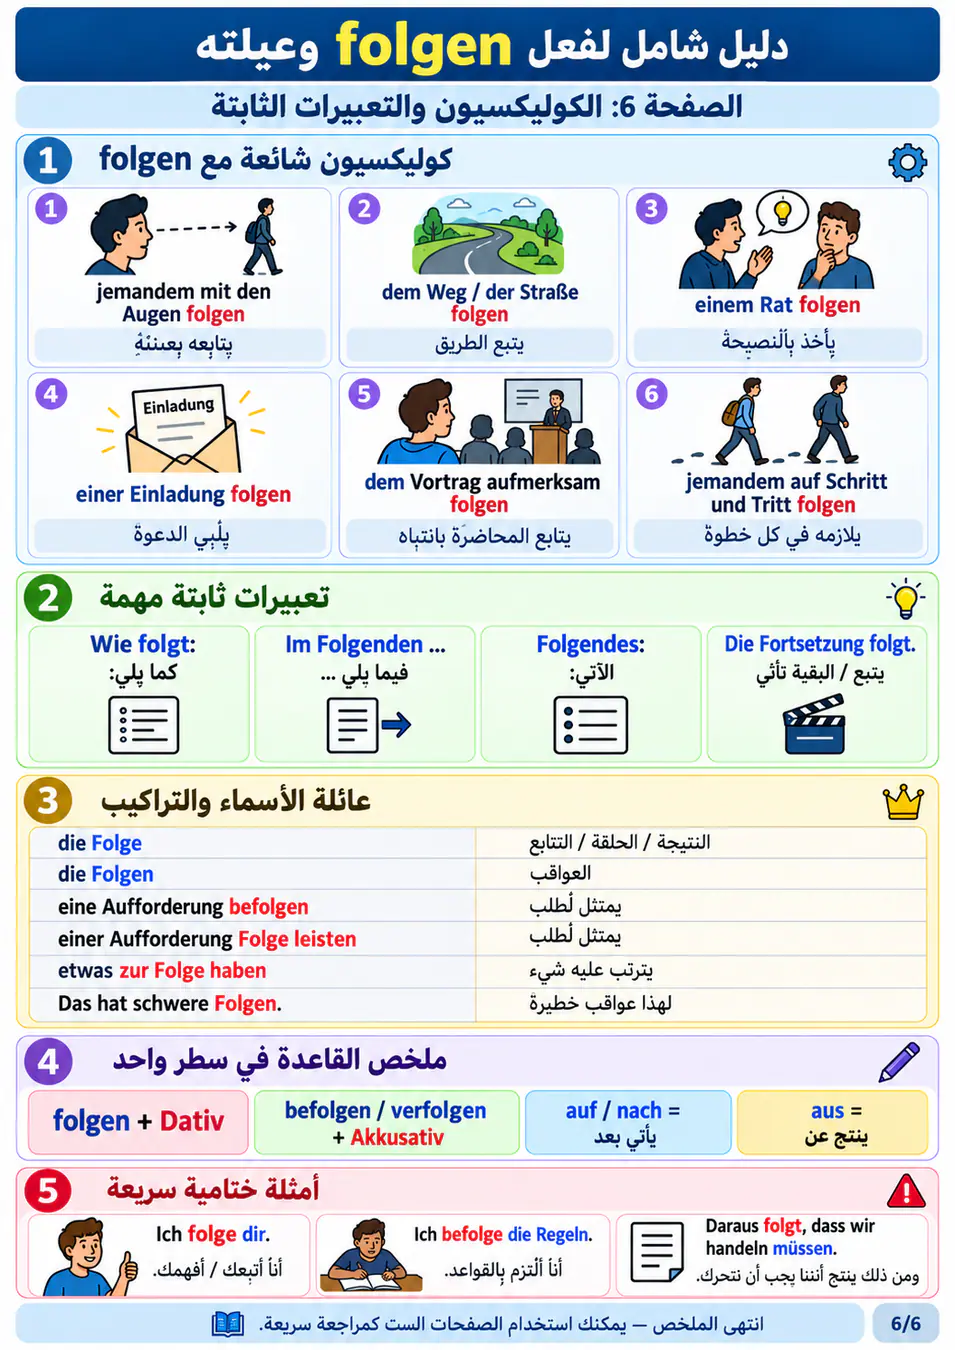 دليل شامل لفعل folgen وعيلته
الصفحة 6: الكوليكسيون والتعبيرات الثابتة
1 كوليكسيون شائعة مع folgen
1
jemandem mit den
Augen folgen
2
dem Weg / der Straße
folgen
يتبع الطريق
3
einem Rat folgen
يأخذ بالنصيحة
4
Einladung
einer Einladung folgen
يلبي الدعوة
5
dem Vortrag aufmerksam
folgen
يتابع المحاضرة بانتباه
6
jemandem auf Schritt
und Tritt folgen
يلازمه في كل خطوة
2 تعبيرات ثابتة مهمة
Wie folgt:
كما يلي:
Im Folgenden ...
فيما يلي ...
Folgendes:
الآتي:
Die Fortsetzung folgt.
يتبع / البقية تأتي
3 عائلة الأسماء والتراكيب
die Folge
النتيجة / الحلقة / التتابع
die Folgen
العواقب
eine Aufforderung befolgen
يمتثل لطلب
einer Aufforderung Folge leisten
يمتثل لطلب
etwas zur Folge haben
يترتب عليه شيء
Das hat schwere Folgen.
لهذا عواقب خطيرة
4 ملخص القاعدة في سطر واحد
folgen + Dativ
befolgen / verfolgen
+ Akkusativ
auf / nach =
يأتي بعد
aus =
ينتج عن
5 أمثلة ختامية سريعة
Ich folge dir.
أنا أتبعك / أفهمك.
Ich befolge die Regeln.
أنا ألتزم بالقواعد.
Daraus folgt, dass wir
handeln müssen.
ومن ذلك ينتج أننا يجب أن نتحرك.
انتهى الملخص — يمكنك استخدام الصفحات الست كمراجعة سريعة.
6/6